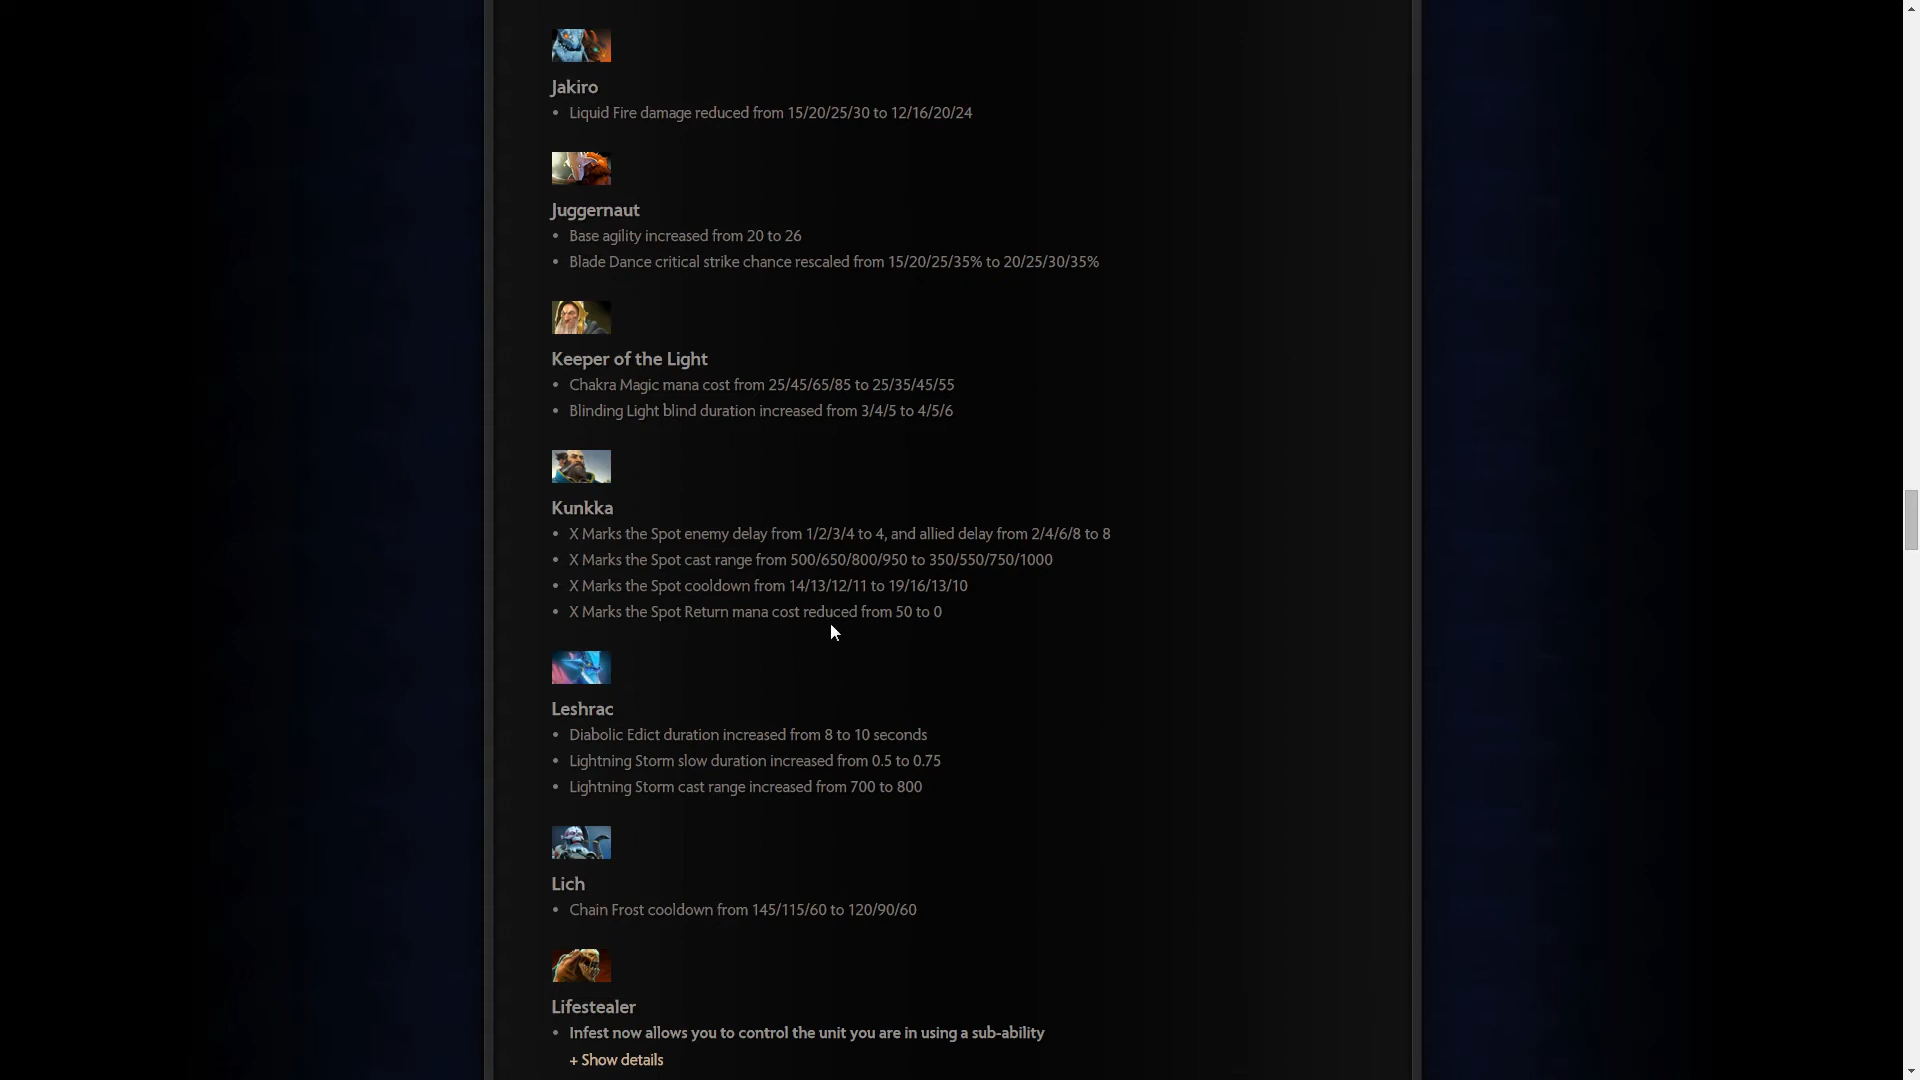 Jakiro
• Liquid Fire damage reduced from 15/20/25/30 to 12/16/20/24
Juggernaut
• Base agility increased from 20 to 26
• Blade Dance critical strike chance rescaled from 15/20/25/35% to 20/25/30/35%
Keeper of the Light
• Chakra Magic mana cost from 25/45/65/85 to 25/35/45/55
• Blinding Light blind duration increased from 3/4/5 to 4/5/6
Kunkka
• X Marks the Spot enemy delay from 1/2/3/4 to 4, and allied delay from 2/4/6/8 to 8
• X Marks the Spot cast range from 500/650/800/950 to 350/550/750/1000
• X Marks the Spot cooldown from 14/13/12/11 to 19/16/13/10
• X Marks the Spot Return mana cost reduced from 50 to 0
Leshrac
• Diabolic Edict duration increased from 8 to 10 seconds
• Lightning Storm slow duration increased from 0.5 to 0.75
• Lightning Storm cast range increased from 700 to 800
Lich
• Chain Frost cooldown from 145/115/60 to 120/90/60
Lifestealer
• Infest now allows you to control the unit you are in using a sub-ability
+ Show details